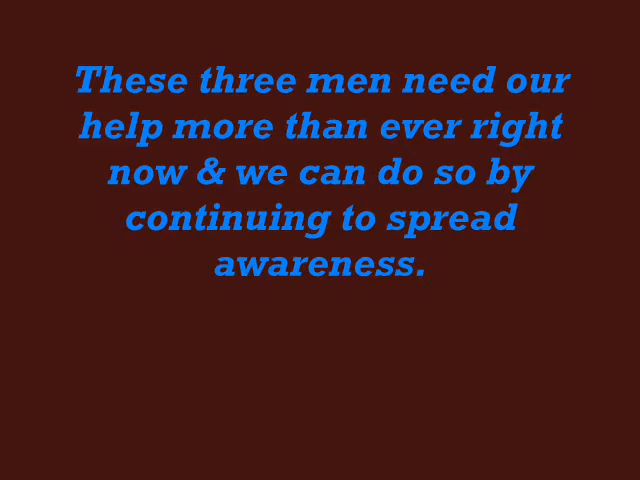 These three men need our
help more than ever right
now & we can do so by
continuing to spread
awareness.